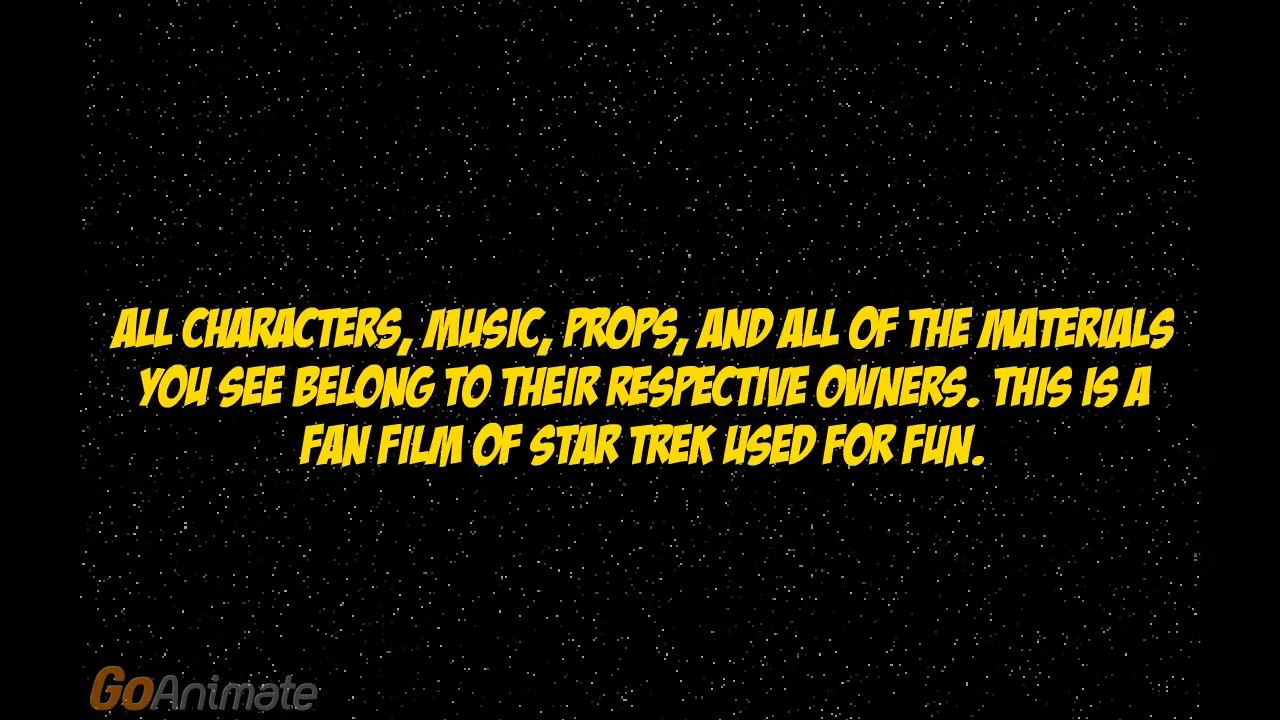 ALL CHARACTERS, MUSIC, PROPS, AND ALL OF THE MATERIALS
YOU SEE BELONG TO THEIR RESPECTIVE OWNERS. THIS IS A
FAN FILM OF STAR TREK USED FOR FUN.
GoAnimate